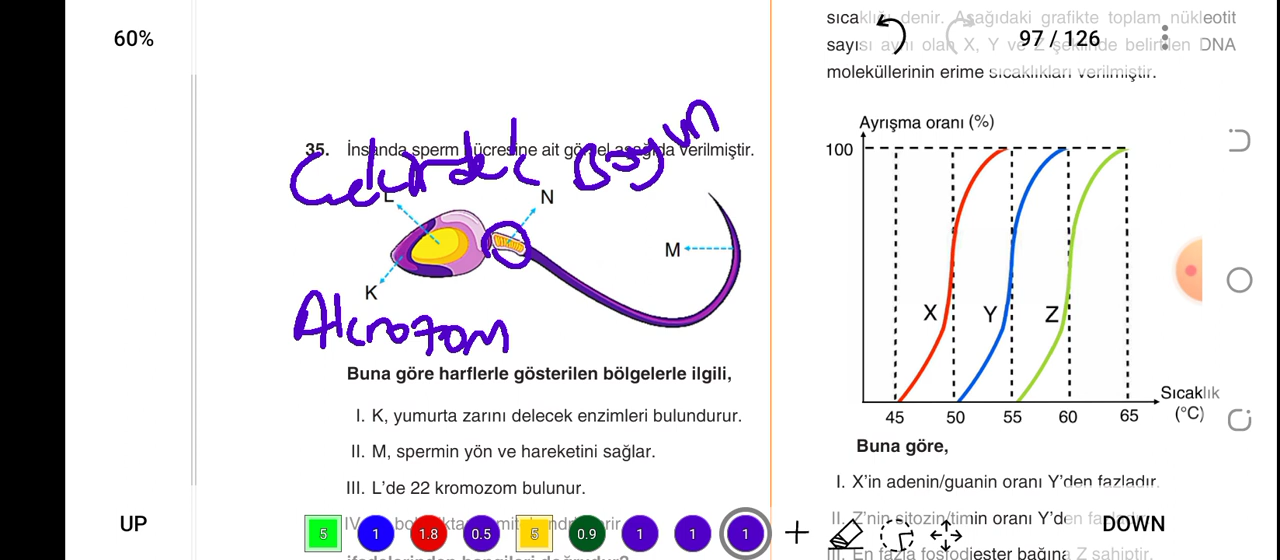 60%
UP
35. İnsanda sperm hücresine ait görsel aşağıda verilmiştir.
Çekirdek Boyun
L
N
M
K
Akrozom
Buna göre harflerle gösterilen bölgelerle ilgili,
I. K, yumurta zarını delecek enzimleri bulundurur.
II. M, spermin yön ve hareketini sağlar.
III. L'de 22 kromozom bulunur.
IV
5 1 1.8 0.5 5 0.9 1 1 1
ifadelerinden hangileri doğrudur?
sıcaklığı denir. Aşağıdaki grafikte toplam nükleotit
sayısı aynı olan X, Y ve Z şeklinde belirtilen DNA
97 / 126
moleküllerinin erime sıcaklıkları verilmiştir.
Ayrışma oranı (%)
100
X Y Z
Sıcaklık
(°C)
45 50 55 60 65
Buna göre,
I. X'in adenin/guanin oranı Y'den fazladır.
II. Z'nin sitozin/timin oranı Y'den fazladır.
DOWN
III. En fazla fosfodiester bağına Z sahiptir.